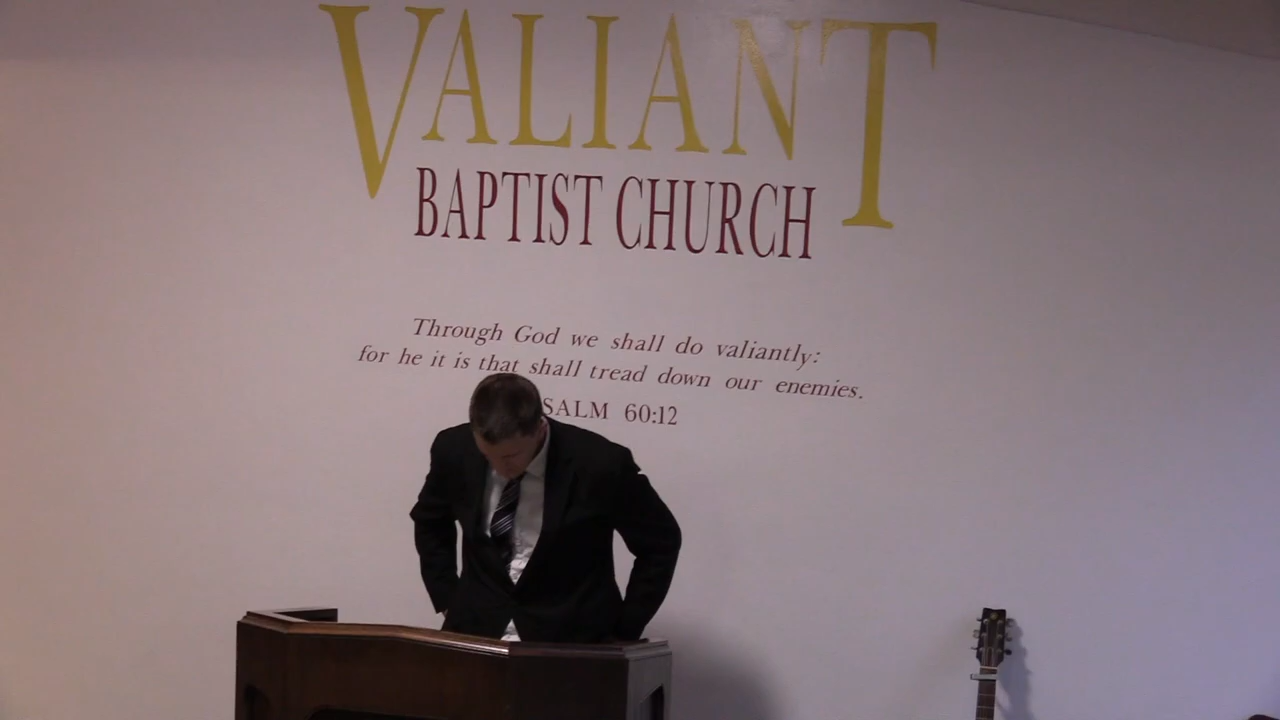 VALIANT
BAPTIST CHURCH
Through God we shall do valiantly:
for he it is that shall tread down our enemies.
SALM 60:12